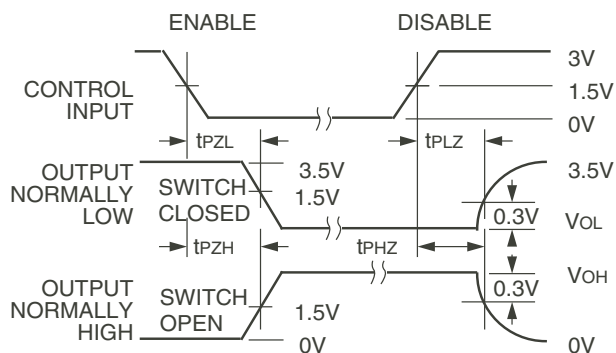 ENABLE
DISABLE
3V
1.5V
0V
CONTROL
INPUT
tPZL
tPLZ
OUTPUT
NORMALLY
LOW
SWITCH
CLOSED
3.5V
1.5V
3.5V
0.3V
VOL
tPZH
tPHZ
VOH
0.3V
OUTPUT
NORMALLY
HIGH
SWITCH
OPEN
1.5V
0V
0V